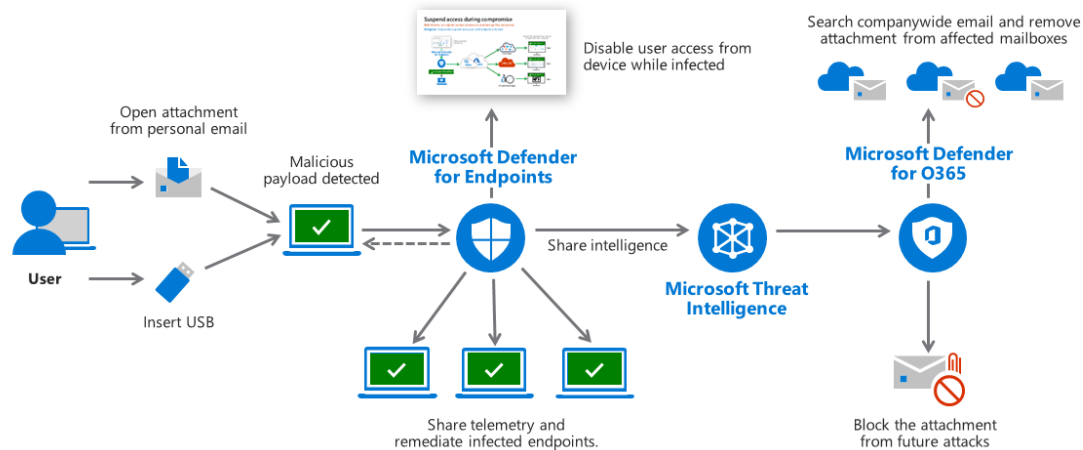 Suspend access during compromise
Disable user access from
device while infected
Search companywide email and remove
attachment from affected mailboxes
Open attachment
from personal email
Malicious
payload detected
Microsoft Defender
for Endpoints
Microsoft Defender
for O365
User
Share intelligence
Insert USB
Microsoft Threat
Intelligence
Share telemetry and
remediate infected endpoints.
Block the attachment
from future attacks